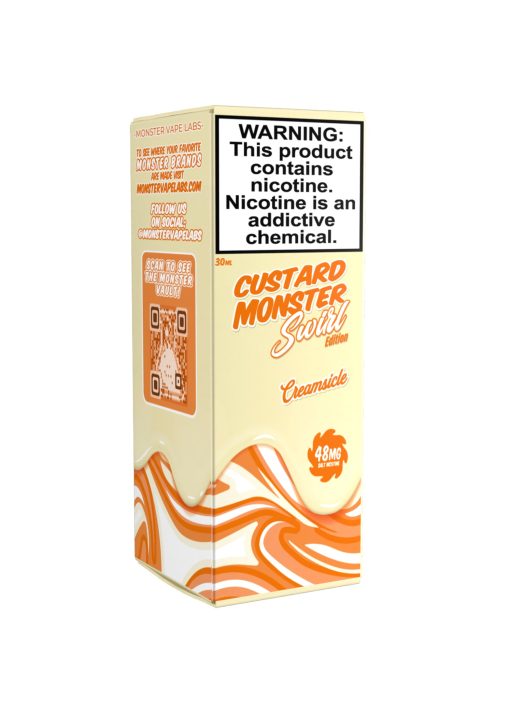 MONSTER VAPE LABS
TO SEE WHERE YOUR FAVORITE
MONSTER BRANDS
ARE MADE VISIT
MONSTERVAPELABS.COM
FOLLOW US
ON SOCIAL:
@MONSTERVAPELABS
SCAN TO SEE
THE MONSTER
VAULT!
WARNING:
This product
contains
nicotine.
Nicotine is an
addictive
chemical.
30ML
CUSTARD
MONSTER
Swirl
Edition
Creamsicle
48MG
SALT NICOTINE